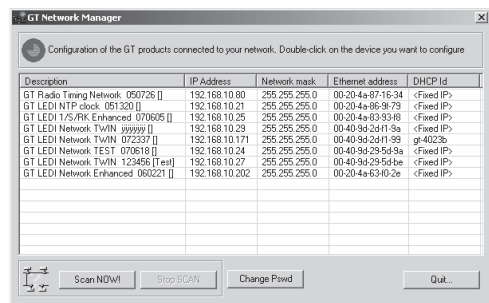 GT Network Manager
Configuration of the GT products connected to your network. Double-click on the device you want to configure
Description IP Address Network mask Ethernet address DHCP Id
GT Radio Timing Network 050726 [] 192.168.10.80 255.255.255.0 00-20-4a-87-16-34 <Fixed IP>
GT LEDI NTP clock 051320 [] 192.168.10.21 255.255.255.0 00-20-4a-86-9f-79 <Fixed IP>
GT LEDI 1/S/RK Enhanced 070605 [] 192.168.10.25 255.255.255.0 00-20-4a-83-93-f8 <Fixed IP>
GT LEDI Network TWIN ÿÿÿÿÿÿ [] 192.168.10.29 255.255.255.0 00-40-9d-2d-f1-9a <Fixed IP>
GT LEDI Network TWIN 072337 [] 192.168.10.171 255.255.255.0 00-40-9d-2d-f1-99 gt-4023b
GT LEDI Network TEST 070618 [] 192.168.10.24 255.255.255.0 00-40-9d-29-5d-9a <Fixed IP>
GT LEDI Network TWIN 123456 [Test] 192.168.10.27 255.255.255.0 00-40-9d-29-5d-be <Fixed IP>
GT LEDI Network Enhanced 060221 [] 192.168.10.202 255.255.255.0 00-20-4a-63-f0-2e <Fixed IP>
Scan NOW! Stop SCAN Change Pswd Quit...